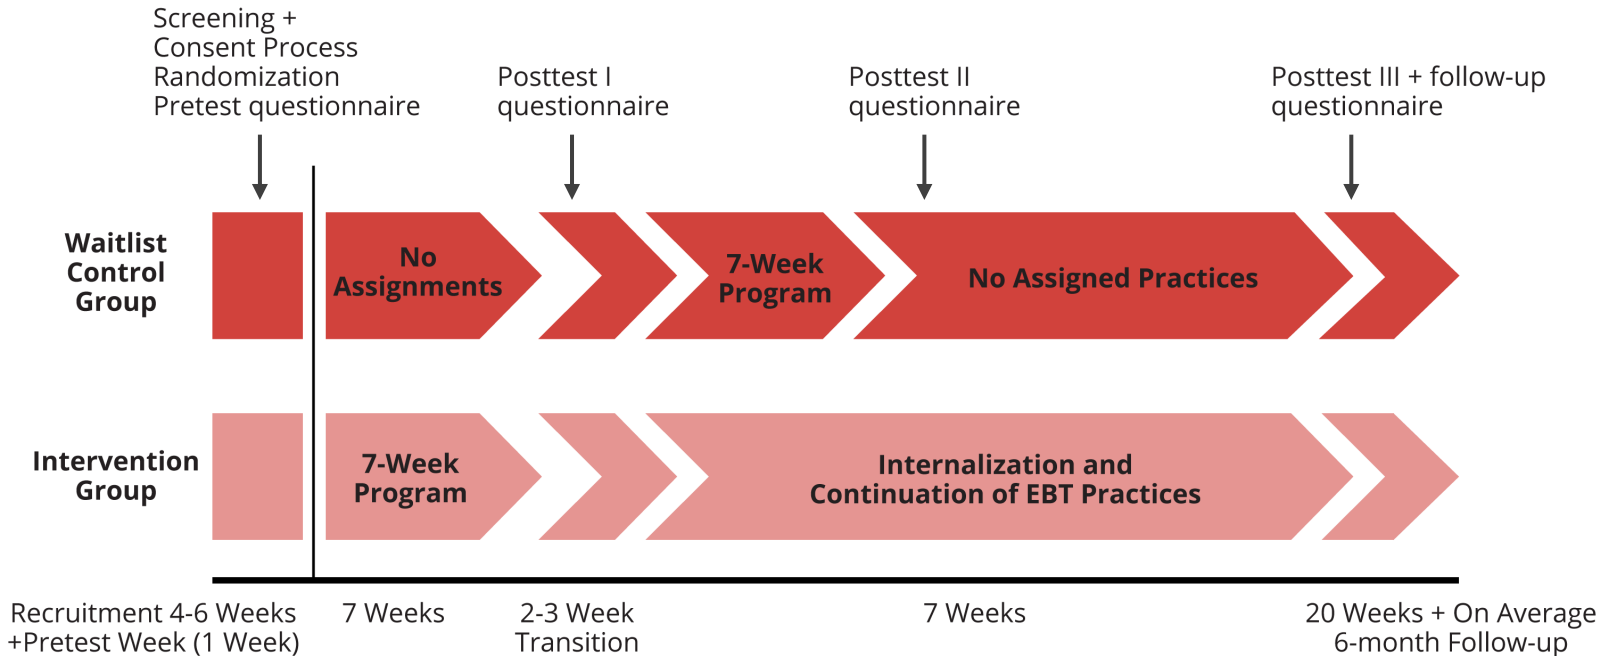 Screening +
Consent Process
Randomization
Pretest questionnaire
Posttest I
questionnaire
Posttest II
questionnaire
Posttest III + follow-up
questionnaire
Waitlist
Control
Group
No
Assignments
7-Week
Program
No Assigned Practices
Intervention
Group
7-Week
Program
Internalization and
Continuation of EBT Practices
Recruitment 4-6 Weeks
+Pretest Week (1 Week)
7 Weeks
2-3 Week
Transition
7 Weeks
20 Weeks + On Average
6-month Follow-up